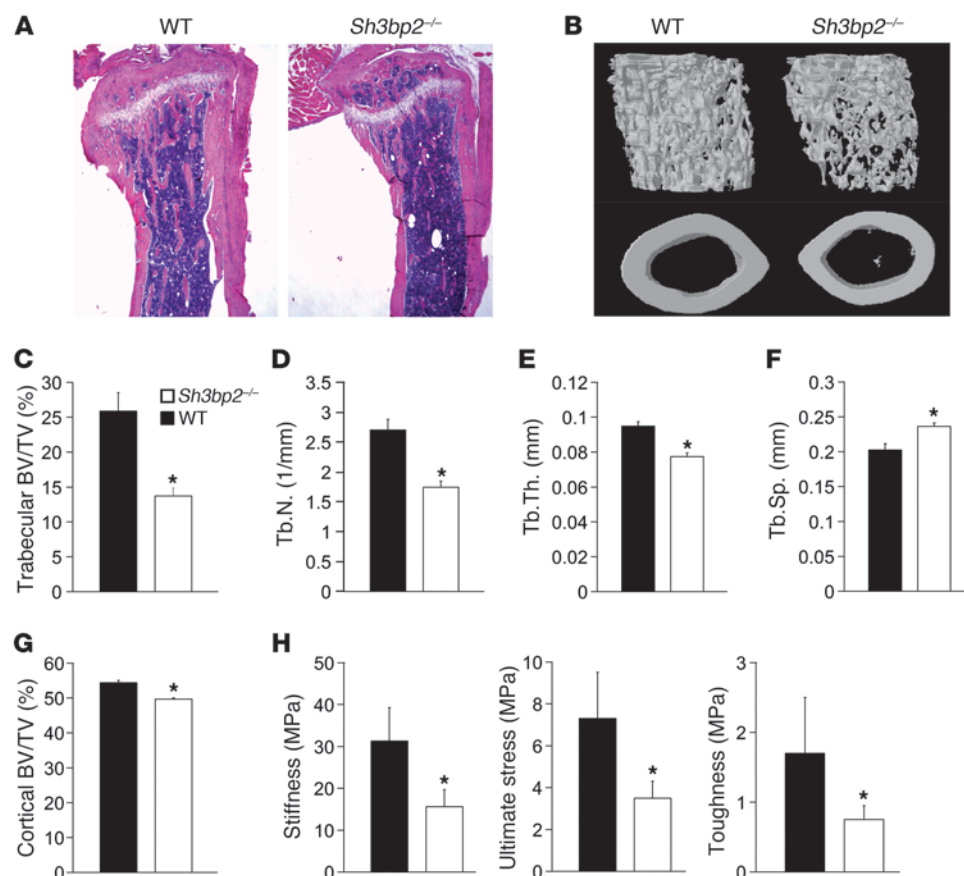 A
WT
Sh3bp2–/–
B
WT
Sh3bp2–/–
C
Trabecular BV/TV (%)
30
25
20
15
10
5
0
Sh3bp2–/–
WT
*
D
Tb.N. (1/mm)
3.5
3
2.5
2
1.5
1
0.5
0
*
E
Tb.Th. (mm)
0.12
0.1
0.08
0.06
0.04
0.02
0
*
F
Tb.Sp. (mm)
0.3
0.25
0.2
0.15
0.1
0.05
0
*
G
Cortical BV/TV (%)
60
50
40
30
20
10
0
*
H
Stiffness (MPa)
50
40
30
20
10
0
*
Ultimate stress (MPa)
10
8
6
4
2
0
*
Toughness (MPa)
3
2
1
0
*